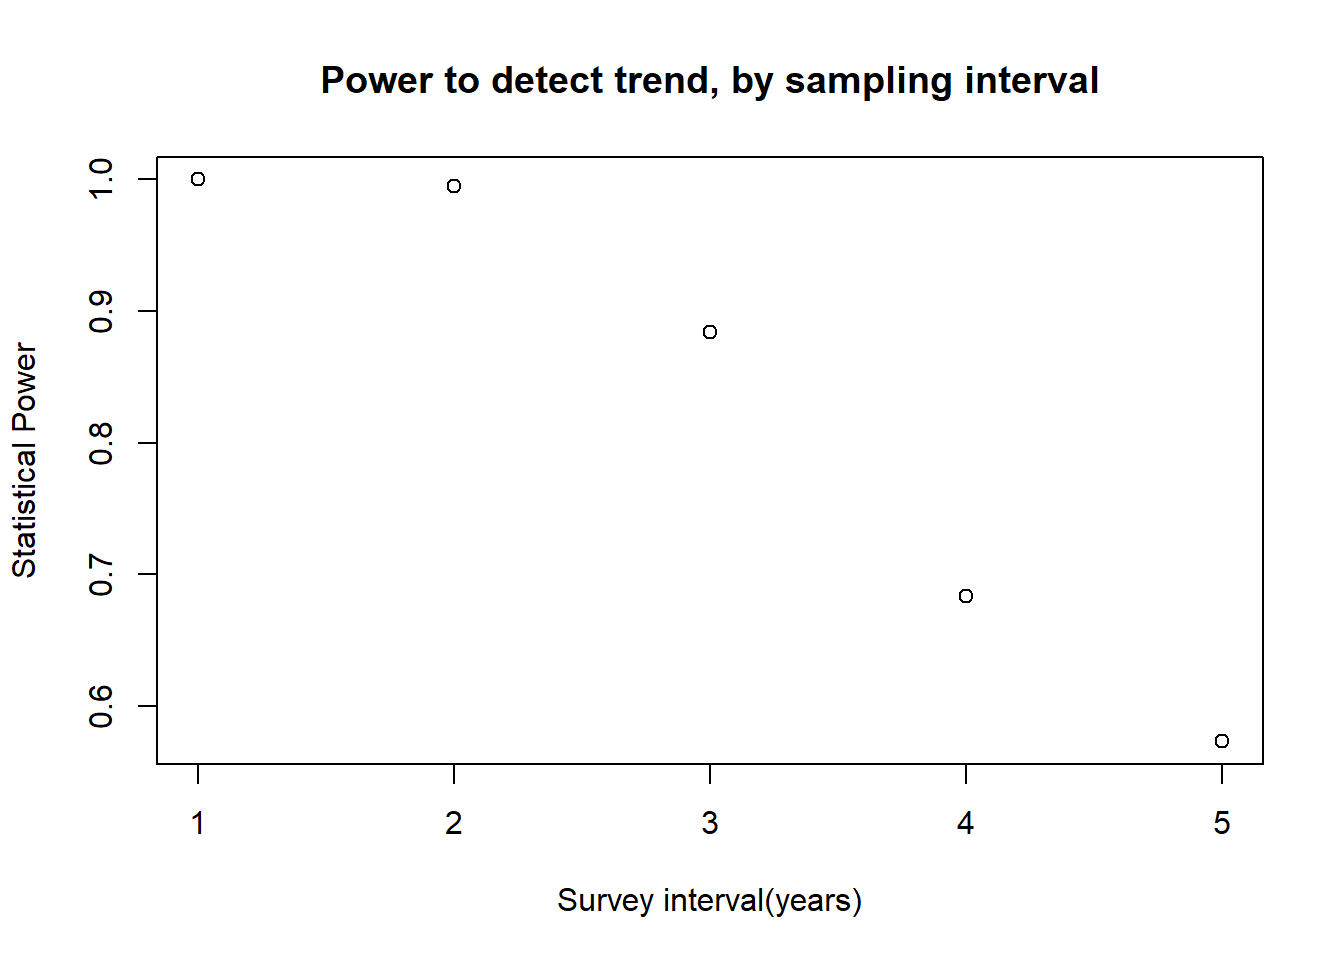 Power to detect trend, by sampling interval
Statistical Power
1.0
0.9
0.8
0.7
0.6
1 2 3 4 5
Survey interval(years)